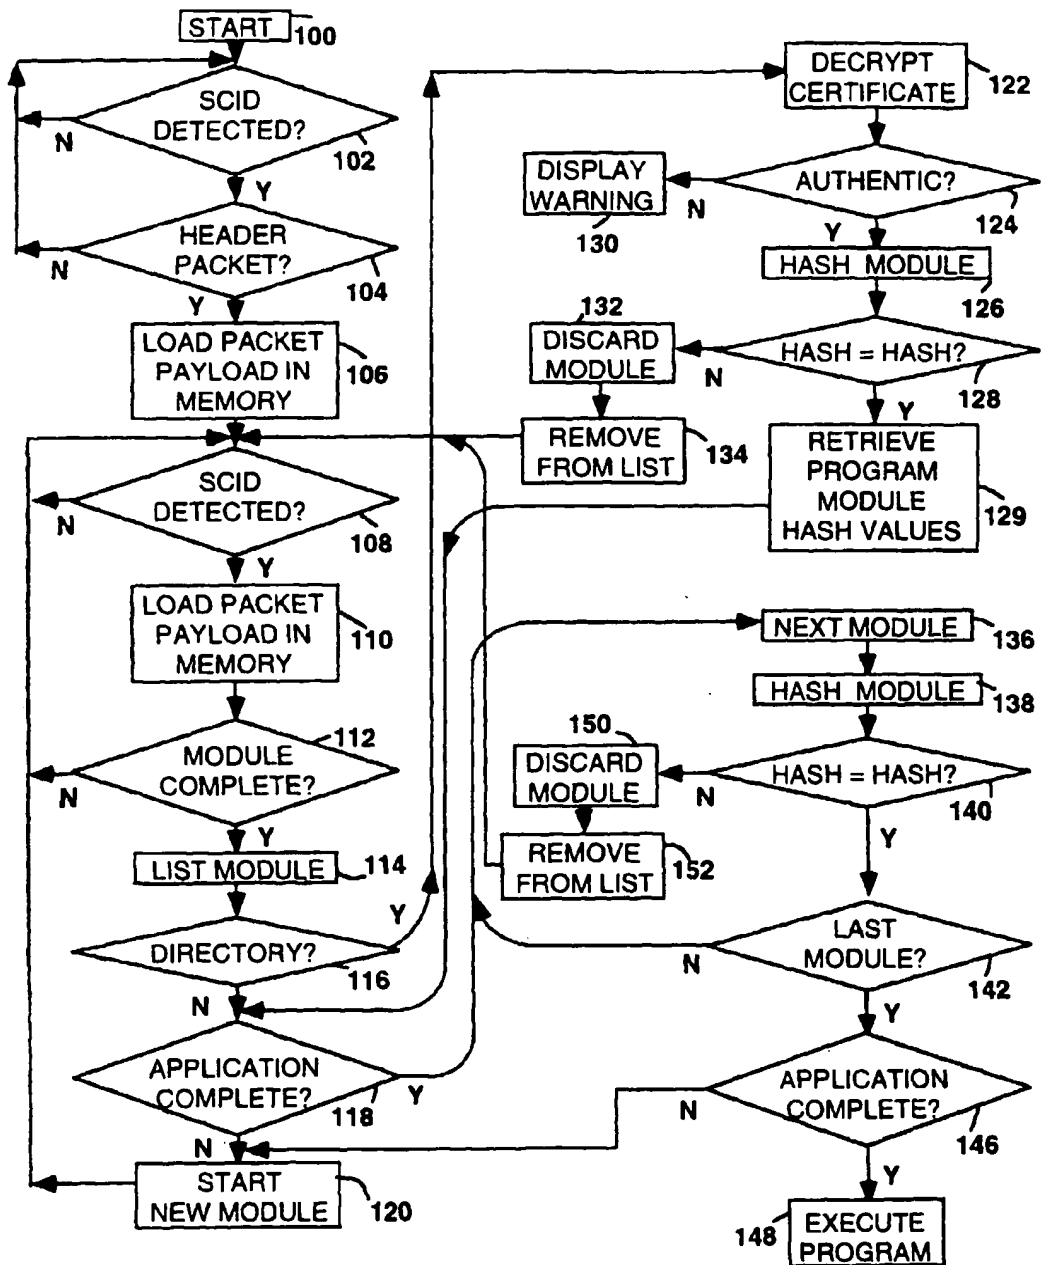 START
100
SCID
DETECTED?
102
N
Y
HEADER
PACKET?
104
N
Y
LOAD PACKET
PAYLOAD IN
MEMORY
106
SCID
DETECTED?
108
N
Y
LOAD PACKET
PAYLOAD IN
MEMORY
110
MODULE
COMPLETE?
112
N
Y
LIST MODULE
114
DIRECTORY?
116
Y
N
APPLICATION
COMPLETE?
118
Y
N
START
NEW MODULE
120
DECRYPT
CERTIFICATE
122
AUTHENTIC?
124
N
Y
DISPLAY
WARNING
130
HASH MODULE
126
HASH = HASH?
128
N
Y
132
DISCARD
MODULE
REMOVE
FROM LIST
134
RETRIEVE
PROGRAM
MODULE
HASH VALUES
129
NEXT MODULE
136
HASH MODULE
138
HASH = HASH?
140
N
Y
150
DISCARD
MODULE
REMOVE
FROM LIST
152
LAST
MODULE?
142
N
Y
APPLICATION
COMPLETE?
146
N
Y
148
EXECUTE
PROGRAM